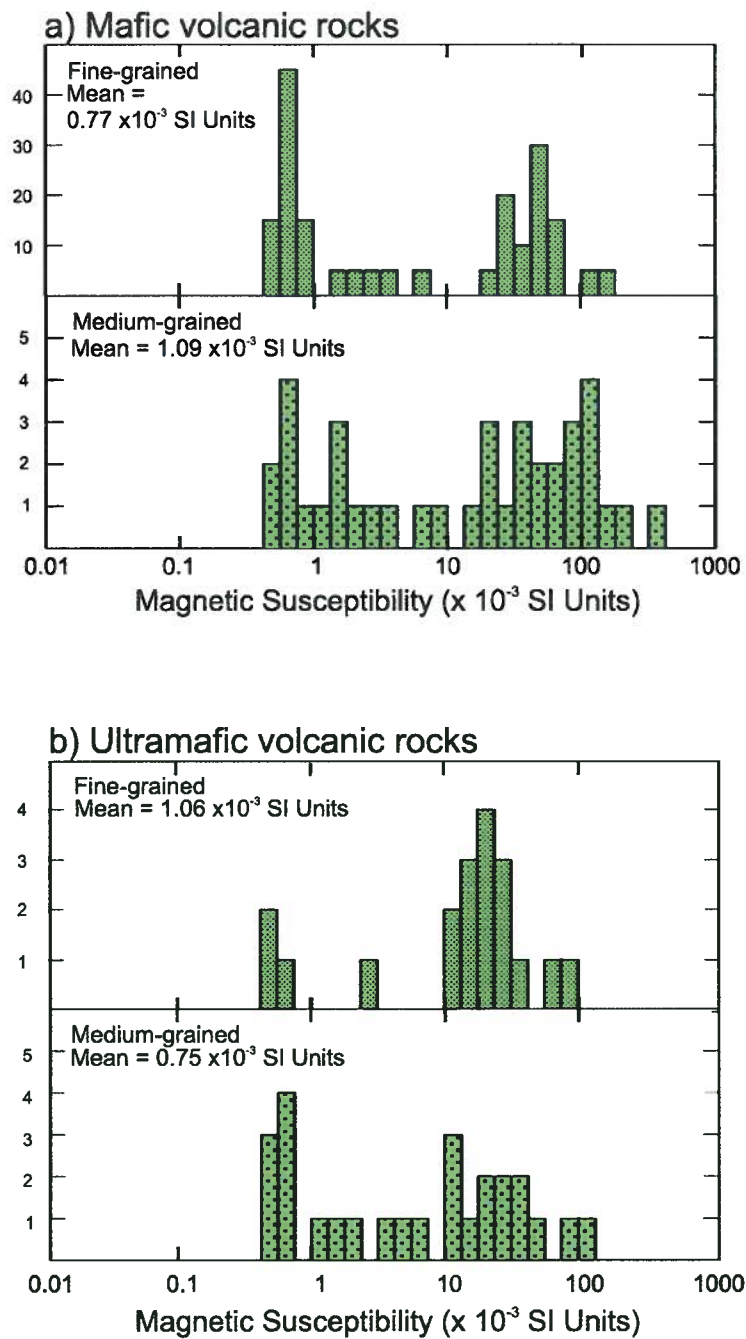 a) Mafic volcanic rocks
Fine-grained
Mean =
0.77 x10⁻³ SI Units
40
30
20
10
Medium-grained
Mean = 1.09 x10⁻³ SI Units
5
4
3
2
1
0.01 0.1 1 10 100 1000
Magnetic Susceptibility (x 10⁻³ SI Units)
b) Ultramafic volcanic rocks
Fine-grained
Mean = 1.06 x10⁻³ SI Units
4
3
2
1
Medium-grained
Mean = 0.75 x10⁻³ SI Units
5
4
3
2
1
0.01 0.1 1 10 100 1000
Magnetic Susceptibility (x 10⁻³ SI Units)